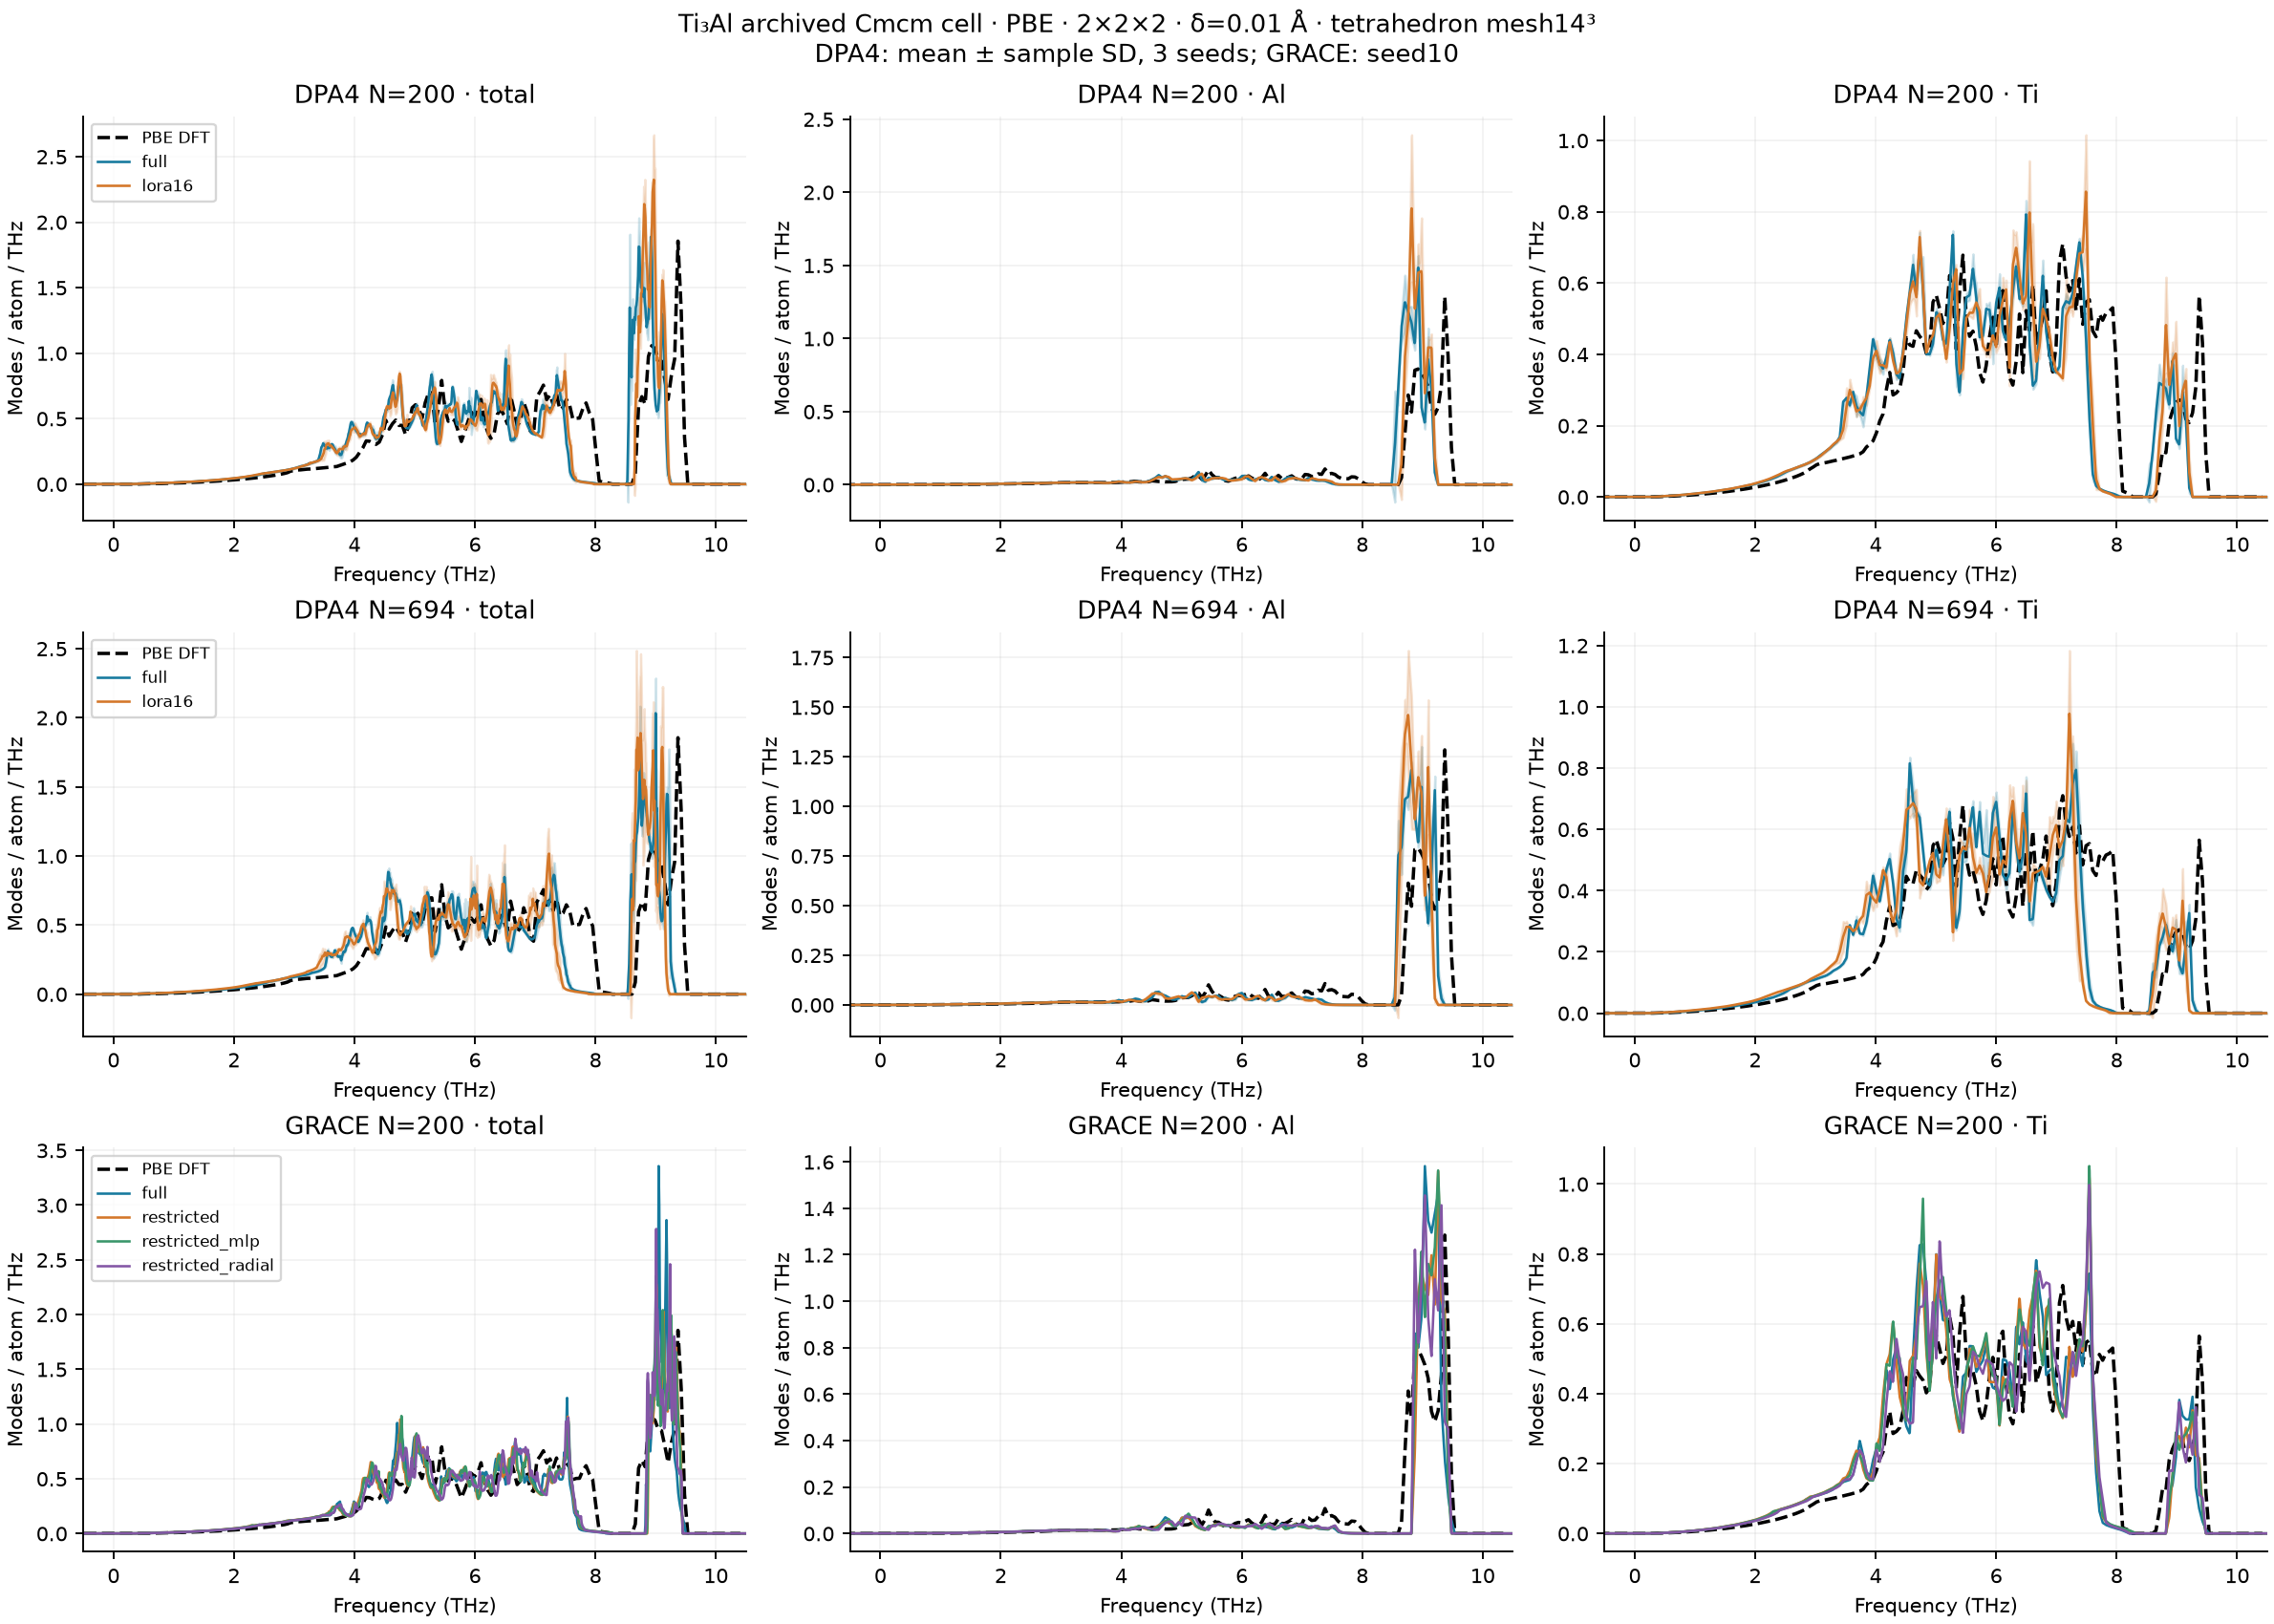 Ti₃Al archived Cmcm cell · PBE · 2×2×2 · δ=0.01 Å · tetrahedron mesh14³
DPA4: mean ± sample SD, 3 seeds; GRACE: seed10
DPA4 N=200 · total
Modes / atom / THz
2.5
2.0
1.5
1.0
0.5
0.0
PBE DFT
full
lora16
0 2 4 6 8 10
Frequency (THz)
DPA4 N=200 · Al
Modes / atom / THz
2.5
2.0
1.5
1.0
0.5
0.0
0 2 4 6 8 10
Frequency (THz)
DPA4 N=200 · Ti
Modes / atom / THz
1.0
0.8
0.6
0.4
0.2
0.0
0 2 4 6 8 10
Frequency (THz)
DPA4 N=694 · total
Modes / atom / THz
2.5
2.0
1.5
1.0
0.5
0.0
PBE DFT
full
lora16
0 2 4 6 8 10
Frequency (THz)
DPA4 N=694 · Al
Modes / atom / THz
1.75
1.50
1.25
1.00
0.75
0.50
0.25
0.00
0 2 4 6 8 10
Frequency (THz)
DPA4 N=694 · Ti
Modes / atom / THz
1.2
1.0
0.8
0.6
0.4
0.2
0.0
0 2 4 6 8 10
Frequency (THz)
GRACE N=200 · total
Modes / atom / THz
3.5
3.0
2.5
2.0
1.5
1.0
0.5
0.0
PBE DFT
full
restricted
restricted_mlp
restricted_radial
0 2 4 6 8 10
Frequency (THz)
GRACE N=200 · Al
Modes / atom / THz
1.6
1.4
1.2
1.0
0.8
0.6
0.4
0.2
0.0
0 2 4 6 8 10
Frequency (THz)
GRACE N=200 · Ti
Modes / atom / THz
1.0
0.8
0.6
0.4
0.2
0.0
0 2 4 6 8 10
Frequency (THz)